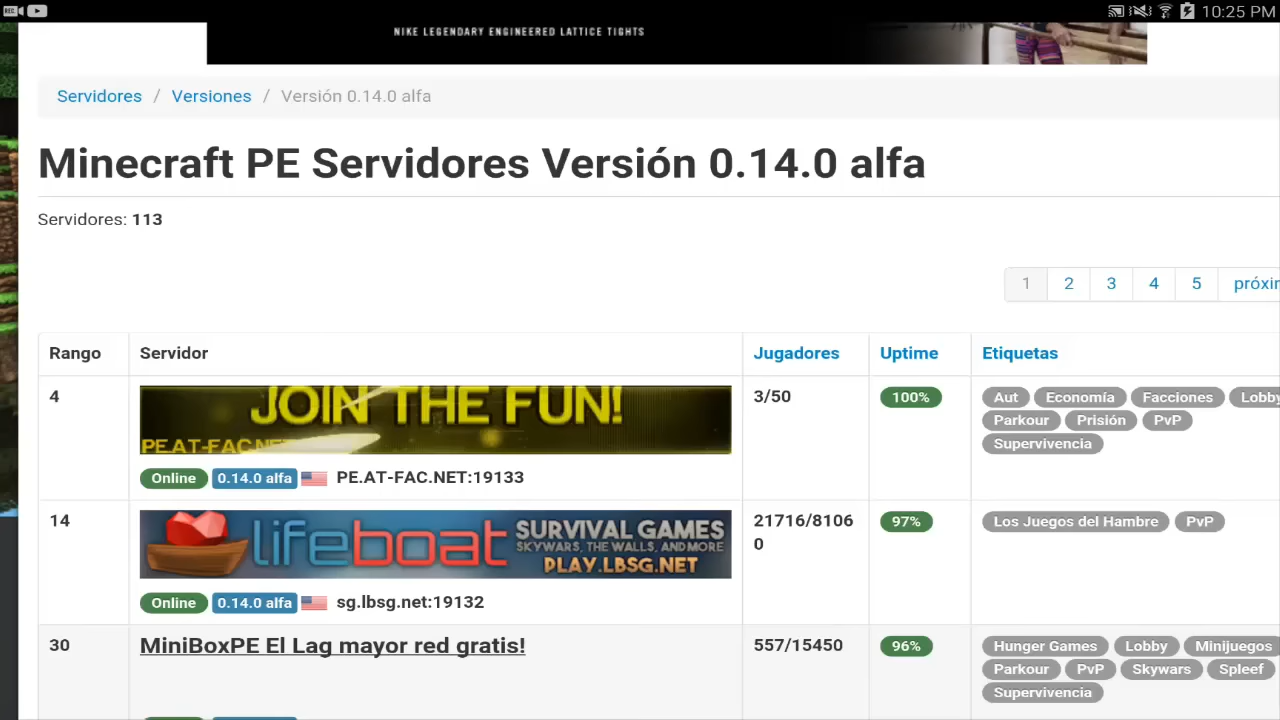 REC
10:25 PM
NIKE LEGENDARY ENGINEERED LATTICE TIGHTS
Servidores / Versiones / Versión 0.14.0 alfa
Minecraft PE Servidores Versión 0.14.0 alfa
Servidores: 113
1 2 3 4 5 próxir
Rango Servidor Jugadores Uptime Etiquetas
4 JOIN THE FUN! 3/50 100% Aut Economía Facciones Lobby
Parkour Prisión PvP
PE.AT-FAC.NET Supervivencia
Online 0.14.0 alfa PE.AT-FAC.NET:19133
14 lifeboat SURVIVAL GAMES 21716/8106 97% Los Juegos del Hambre PvP
SKYWARS, THE WALLS, AND MORE 0
PLAY.LBSG.NET
Online 0.14.0 alfa sg.lbsg.net:19132
30 MiniBoxPE El Lag mayor red gratis! 557/15450 96% Hunger Games Lobby Minijuegos
Parkour PvP Skywars Spleef
Supervivencia